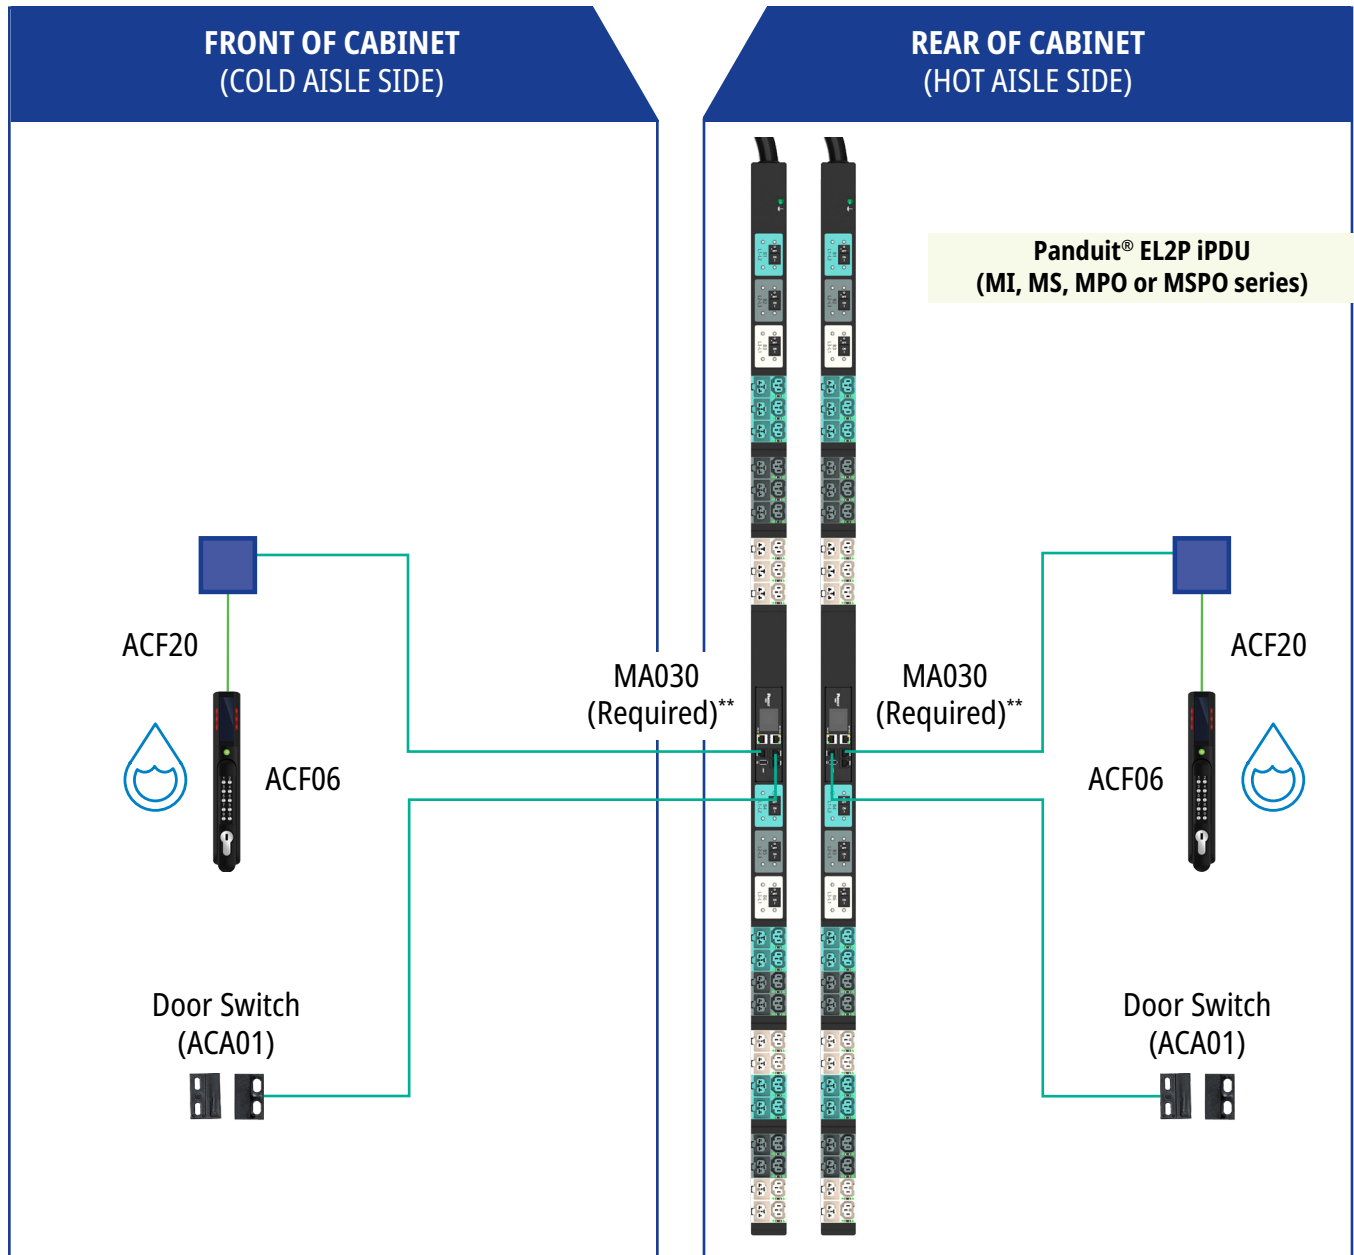 FRONT OF CABINET
(COLD AISLE SIDE)
REAR OF CABINET
(HOT AISLE SIDE)
Panduit® EL2P iPDU
(MI, MS, MPO or MSPO series)
ACF20
ACF06
MA030
(Required)**
MA030
(Required)**
ACF20
ACF06
Door Switch
(ACA01)
Door Switch
(ACA01)